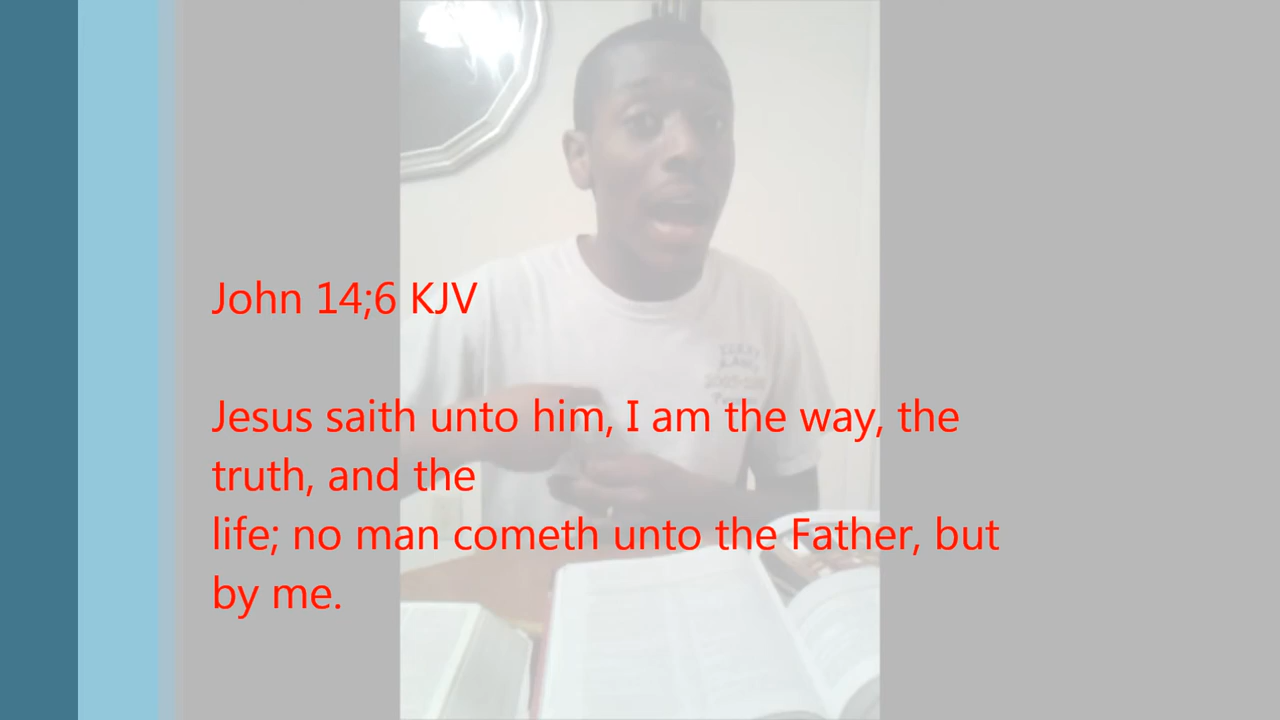 John 14;6 KJV
Jesus saith unto him, I am the way, the
truth, and the
life; no man cometh unto the Father, but
by me.